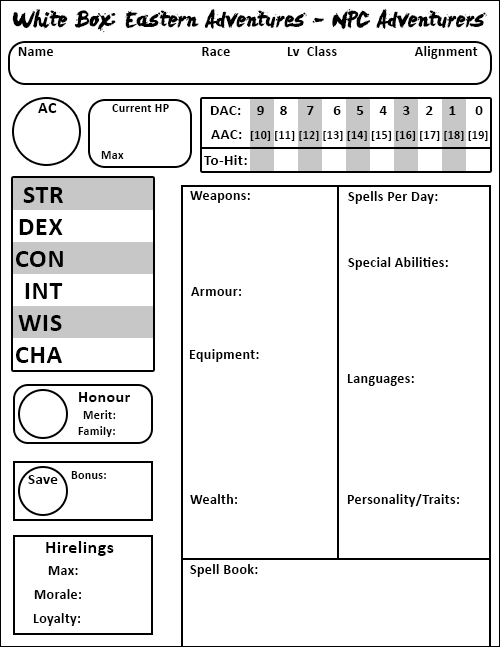 White Box: Eastern Adventures - NPC Adventurers
Name Race Lv Class Alignment
AC
Current HP
Max
DAC: 9 8 7 6 5 4 3 2 1 0
AAC: [10] [11] [12] [13] [14] [15] [16] [17] [18] [19]
To-Hit:
STR
DEX
CON
INT
WIS
CHA
Honour
Merit:
Family:
Save
Bonus:
Hirelings
Max:
Morale:
Loyalty:
Weapons:
Armour:
Equipment:
Wealth:
Spells Per Day:
Special Abilities:
Languages:
Personality/Traits:
Spell Book: